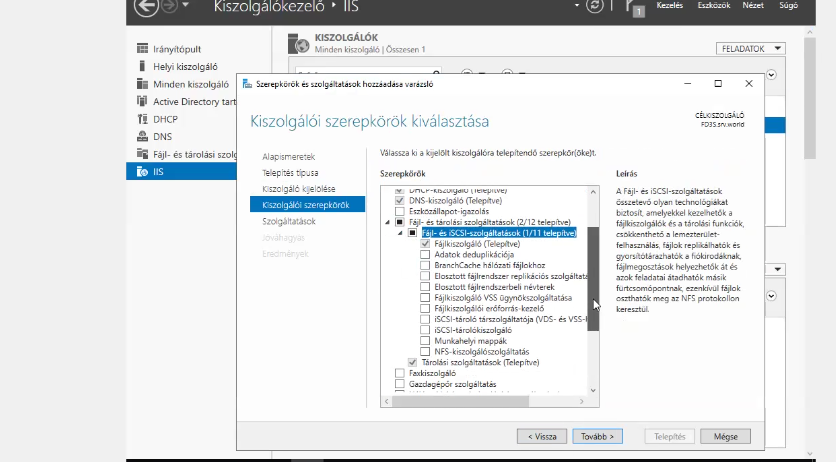 Kiszolgálókezelő • IIS
1
Kezelés Eszközök Nézet Súgó
Irányítópult
Helyi kiszolgáló
Minden kiszolgáló
Active Directory tart
DHCP
DNS
Fájl- és tárolási szolg
IIS
KISZOLGÁLÓK
Minden kiszolgáló | Összesen 1
FELADATOK
Szerepkörök és szolgáltatások hozzáadása varázsló
Kiszolgálói szerepkörök kiválasztása
CÉLKISZOLGÁLÓ
FD3S.srv.world
Alapismeretek
Telepítés típusa
Kiszolgáló kijelölése
Kiszolgálói szerepkörök
Szolgáltatások
Jóváhagyás
Eredmények
Válassza ki a kijelölt kiszolgálóra telepítendő szerepkör(öke)t.
Szerepkörök
DHCP-kiszolgáló (Telepítve)
DNS-kiszolgáló (Telepítve)
Eszközállapot-igazolás
Fájl- és tárolási szolgáltatások (2/12 telepítve)
Fájl- és iSCSI-szolgáltatások (1/11 telepítve)
Fájlkiszolgáló (Telepítve)
Adatok deduplikációja
BranchCache hálózati fájlokhoz
Elosztott fájlrendszer replikációs szolgáltata
Elosztott fájlrendszerbeli névterek
Fájlkiszolgáló VSS ügynökszolgáltatása
Fájlkiszolgálói erőforrás-kezelő
iSCSI-tároló társzolgáltatója (VDS- és VSS-h
iSCSI-tárolókiszolgáló
Munkahelyi mappák
NFS-kiszolgálószolgáltatás
Tárolási szolgáltatások (Telepítve)
Faxkiszolgáló
Gazdagépőr szolgáltatás
Leírás
A Fájl- és iSCSI-szolgáltatások
összetevő olyan technológiákat
biztosít, amelyekkel kezelhetők a
fájlkiszolgálók és a tárolási funkciók,
csökkenthető a lemezterület-
felhasználás, fájlok replikálhatók és
gyorsítótárazhatók a fiókirodáknak,
fájlmegosztások helyezhetők át és
azok feladatai átadhatók másik
fürtcsomópontnak, ezenkívül fájlok
oszthatók meg az NFS protokollon
keresztül.
< Vissza
Tovább >
Telepítés
Mégse